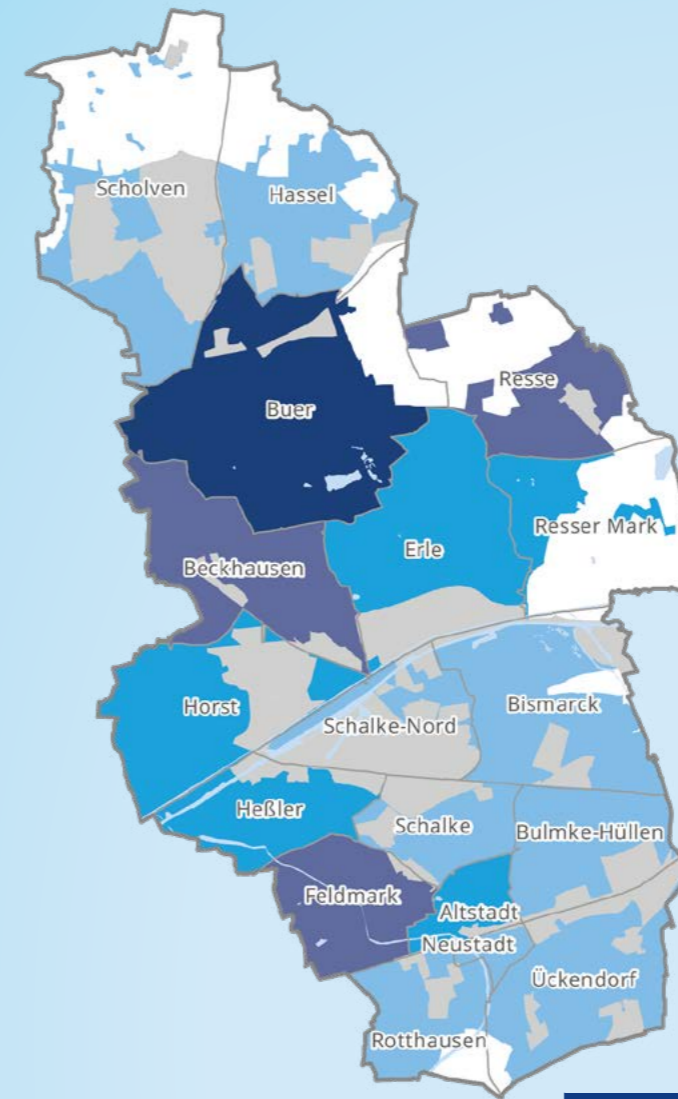 Scholven
Hassel
Resse
Buer
Resser Mark
Erle
Beckhausen
Horst
Bismarck
Schalke-Nord
Heßler
Schalke
Bulmke-Hüllen
Feldmark
Altstadt
Neustadt
Ückendorf
Rotthausen